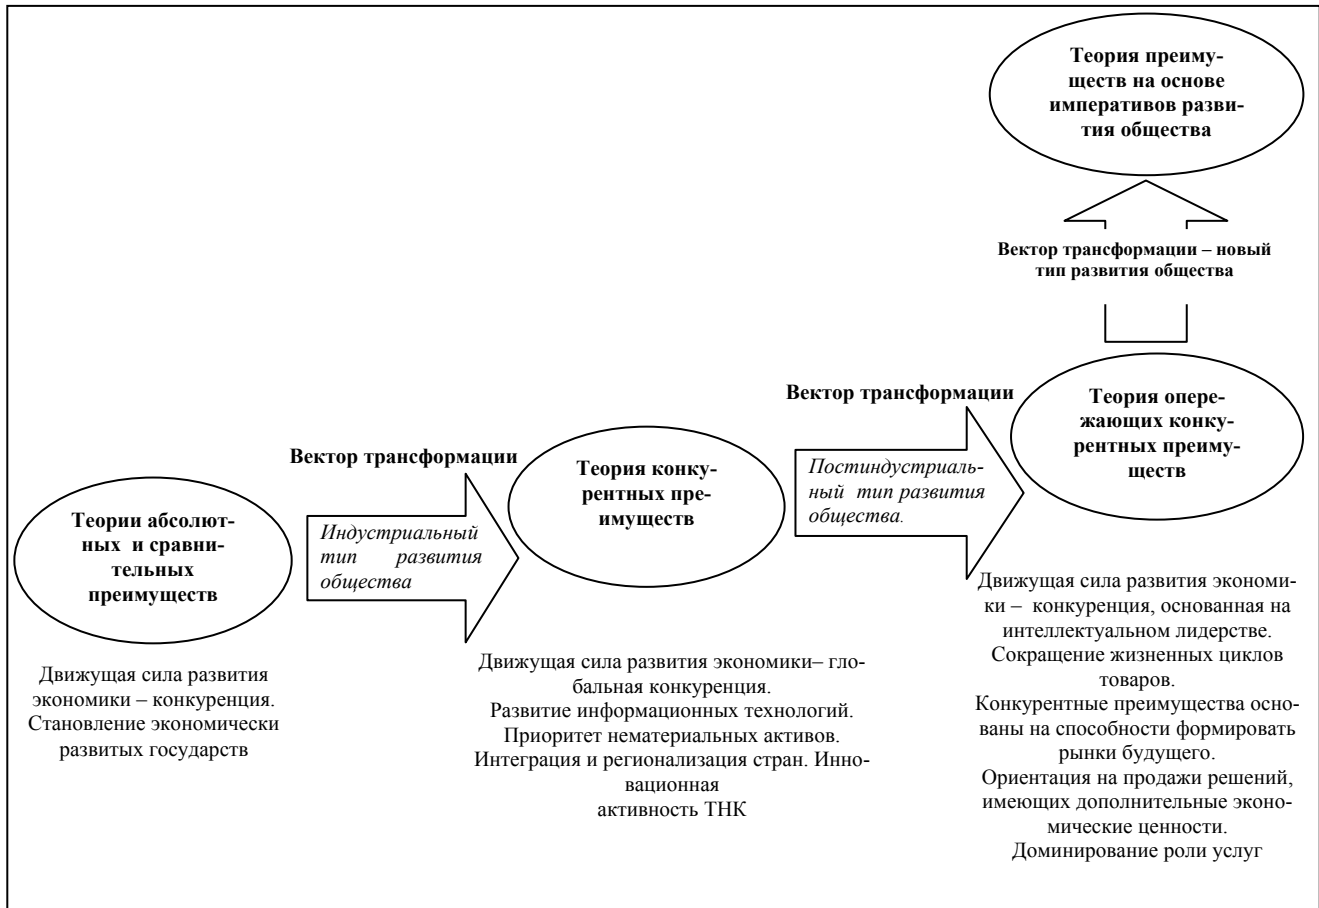 Теория преиму-
ществ на основе
императивов разви-
тия общества
Вектор трансформации – новый
тип развития общества
Вектор трансформации
Теория опере-
жающих конку-
рентных преиму-
ществ
Вектор трансформации
Теория конку-
рентных пре-
имуществ
Постиндустриаль-
ный тип развития
общества.
Теории абсолют-
ных и сравни-
тельных
преимуществ
Индустриальный
тип развития
общества
Движущая сила развития
экономики – конкуренция.
Становление экономически
развитых государств
Движущая сила развития экономики– гло-
бальная конкуренция.
Развитие информационных технологий.
Приоритет нематериальных активов.
Интеграция и регионализация стран. Инно-
вационная
активность ТНК
Движущая сила развития экономи-
ки – конкуренция, основанная на
интеллектуальном лидерстве.
Сокращение жизненных циклов
товаров.
Конкурентные преимущества осно-
ваны на способности формировать
рынки будущего.
Ориентация на продажи решений,
имеющих дополнительные эконо-
мические ценности.
Доминирование роли услуг